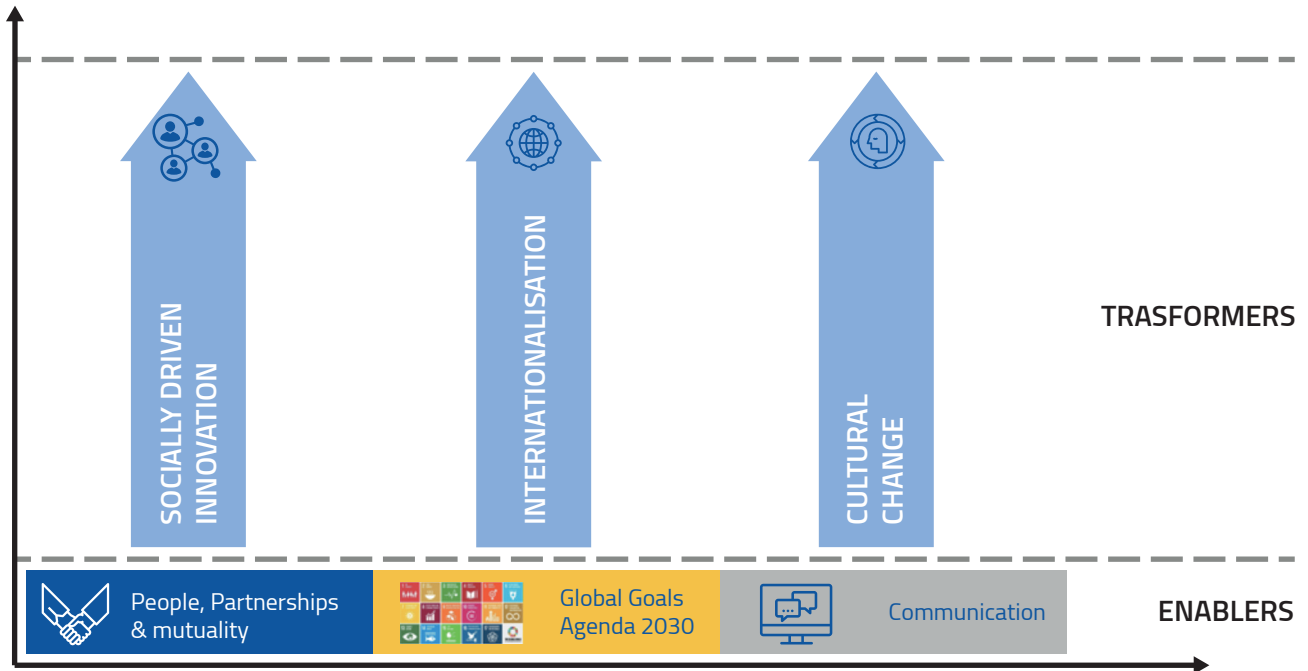 SOCIALLY DRIVEN
INNOVATION
INTERNATIONALISATION
CULTURAL
CHANGE
TRASFORMERS
People, Partnerships
& mutuality
Global Goals
Agenda 2030
Communication
ENABLERS